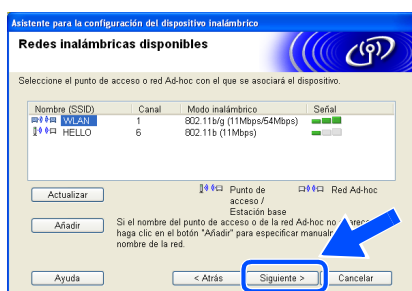 Asistente para la configuración del dispositivo inalámbrico
Redes inalámbricas disponibles
Seleccione el punto de acceso o red Ad-hoc con el que se asociará el dispositivo.
Nombre (SSID) Canal Modo inalámbrico Señal
WLAN 1 802.11b/g (11Mbps/54Mbps)
HELLO 6 802.11b (11Mbps)
Actualizar
Punto de acceso / Estación base
Red Ad-hoc
Añadir
Si el nombre del punto de acceso o de la red Ad-hoc no
haga clic en el botón "Añadir" para especificar
nombre de la red.
Ayuda
< Atrás
Siguiente >
Cancelar